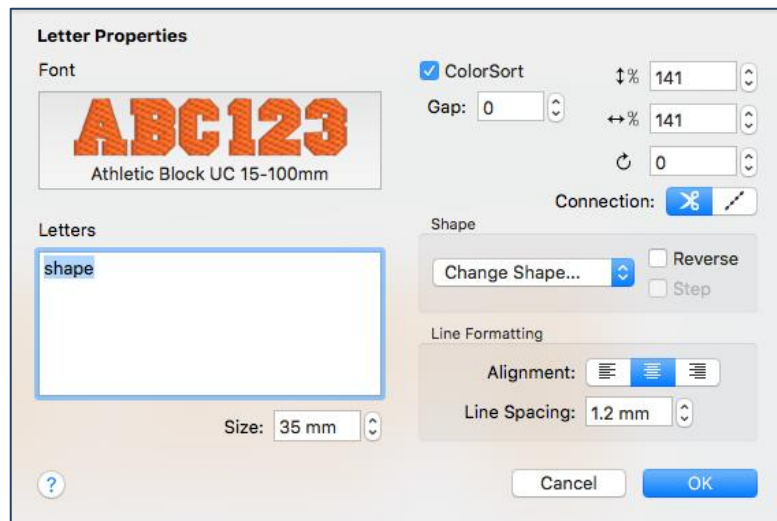 Letter Properties
Font
ABC123
Athletic Block UC 15-100mm
Letters
shape
Size: 35 mm
?
ColorSort
Gap: 0
↕% 141
↔% 141
↻ 0
Connection:
Shape
Change Shape...
Reverse
Step
Line Formatting
Alignment:
Line Spacing: 1.2 mm
Cancel
OK